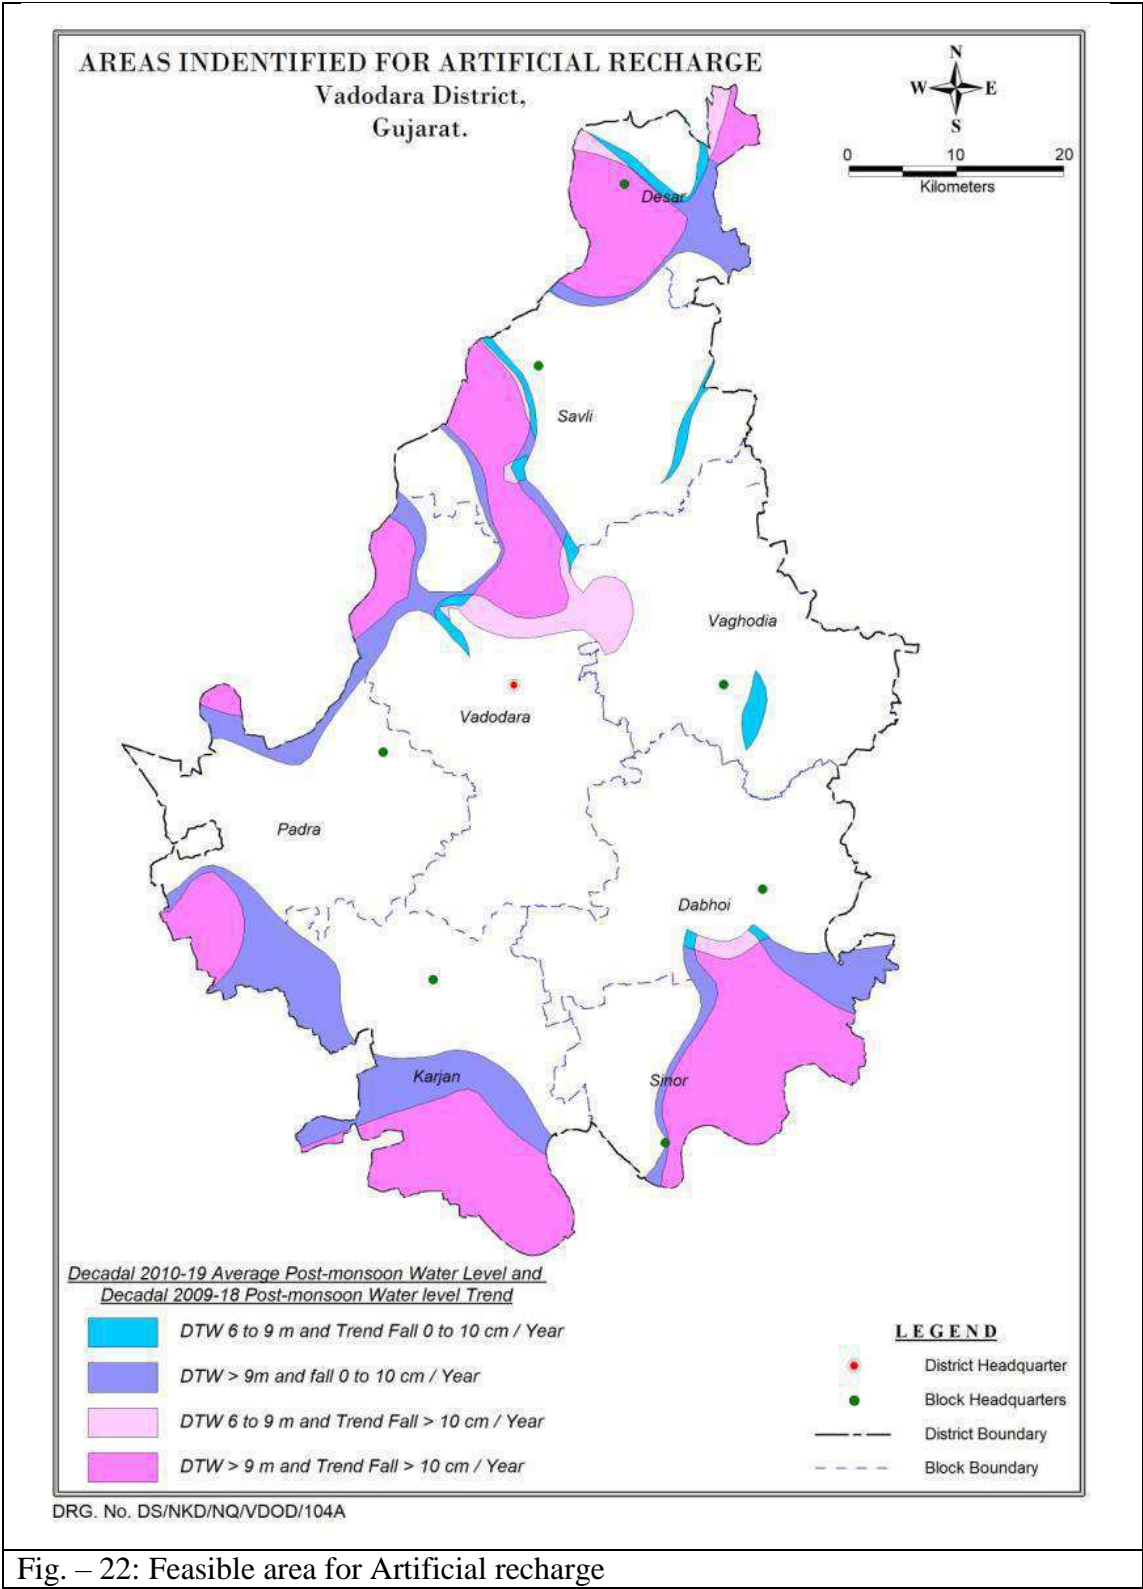 AREAS INDENTIFIED FOR ARTIFICIAL RECHARGE
Vadodara District,
Gujarat.
N
W E
S
0 10 20
Kilometers
Desar
Savli
Vaghodia
Vadodara
Padra
Dabhoi
Karjan
Sinor
Decadal 2010-19 Average Post-monsoon Water Level and
Decadal 2009-18 Post-monsoon Water level Trend
DTW 6 to 9 m and Trend Fall 0 to 10 cm / Year
DTW > 9m and fall 0 to 10 cm / Year
DTW 6 to 9 m and Trend Fall > 10 cm / Year
DTW > 9 m and Trend Fall > 10 cm / Year
LEGEND
District Headquarter
Block Headquarters
District Boundary
Block Boundary
DRG. No. DS/NKD/NQ/VDOD/104A
Fig. – 22: Feasible area for Artificial recharge